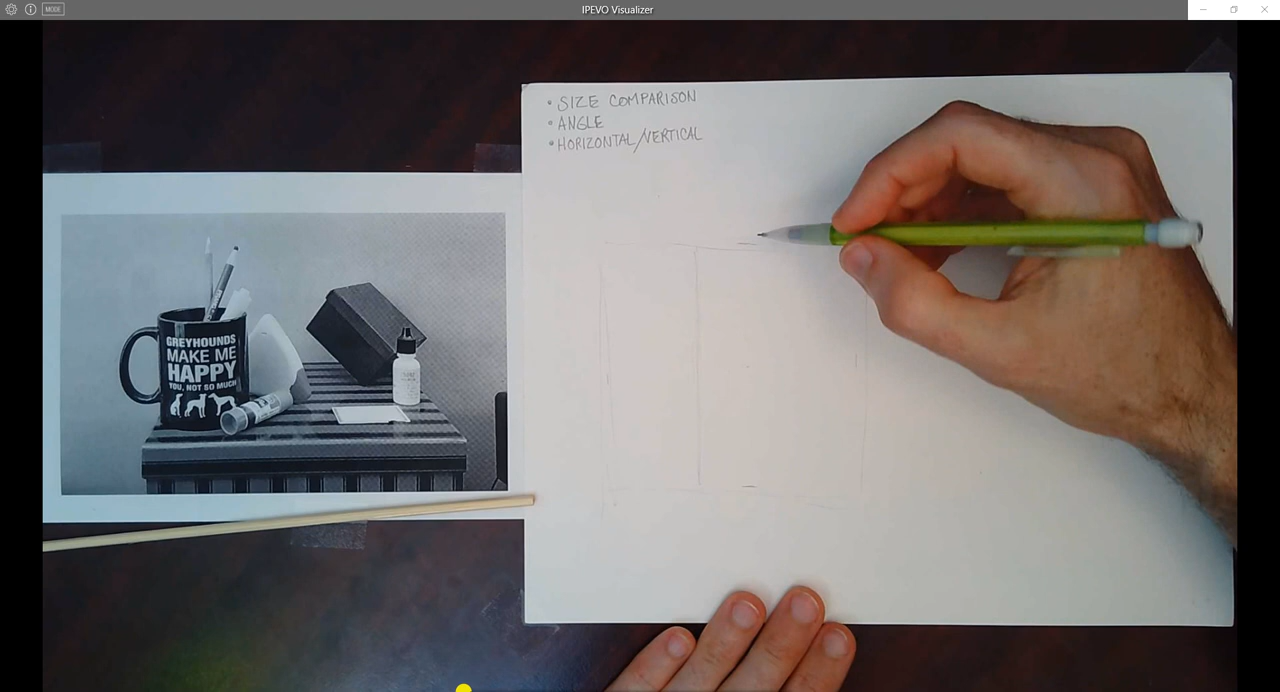 MODE
IPEVO Visualizer
• SIZE COMPARISON
• ANGLE
• HORIZONTAL/VERTICAL
GREYHOUNDS
MAKE ME
HAPPY
YOU, NOT SO MUCH